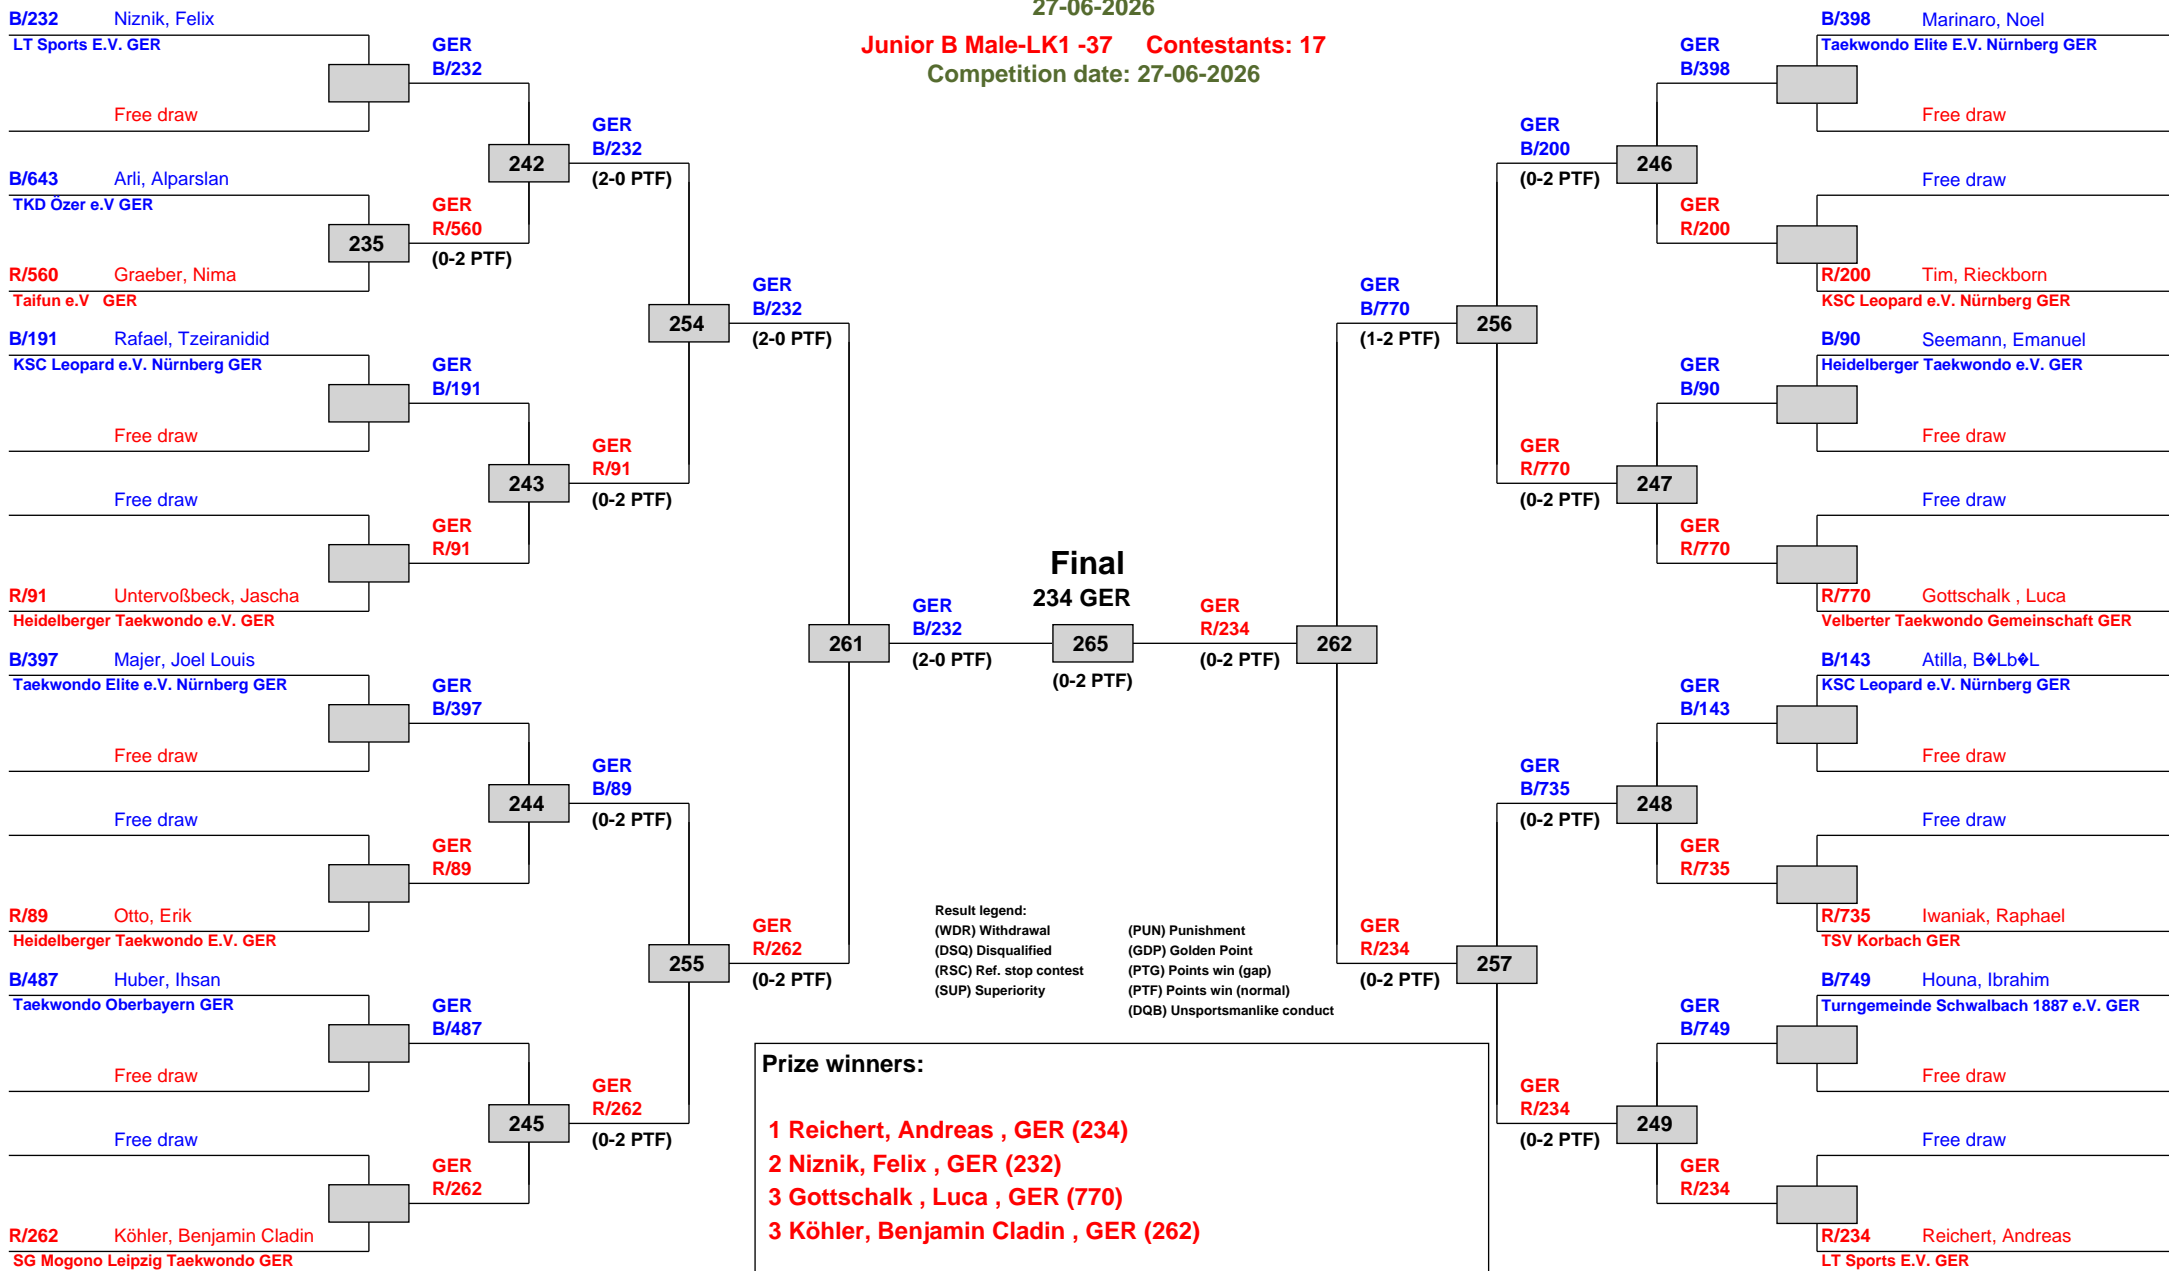 27-06-2026
Junior B Male-LK1 -37 Contestants: 17
Competition date: 27-06-2026
B/232 Niznik, Felix
LT Sports E.V. GER
Free draw
GER
B/232
B/643 Arli, Alparslan
TKD Özer e.V GER
235
R/560 Graeber, Nima
Taifun e.V GER
GER
R/560
(0-2 PTF)
242
GER
B/232
(2-0 PTF)
B/191 Rafael, Tzeiranidid
KSC Leopard e.V. Nürnberg GER
Free draw
GER
B/191
Free draw
R/91 Untervoßbeck, Jascha
Heidelberger Taekwondo e.V. GER
GER
R/91
243
GER
R/91
(0-2 PTF)
254
GER
B/232
(2-0 PTF)
B/397 Majer, Joel Louis
Taekwondo Elite e.V. Nürnberg GER
Free draw
GER
B/397
Free draw
R/89 Otto, Erik
Heidelberger Taekwondo E.V. GER
GER
R/89
244
GER
B/89
(0-2 PTF)
B/487 Huber, Ihsan
Taekwondo Oberbayern GER
Free draw
GER
B/487
Free draw
R/262 Köhler, Benjamin Cladin
SG Mogono Leipzig Taekwondo GER
GER
R/262
245
GER
R/262
(0-2 PTF)
255
GER
R/262
(0-2 PTF)
261
GER
B/232
(2-0 PTF)
Final
234 GER
265
(0-2 PTF)
GER
R/234
(0-2 PTF)
262
GER
B/770
(1-2 PTF)
256
GER
B/200
(0-2 PTF)
246
GER
B/398
B/398 Marinaro, Noel
Taekwondo Elite E.V. Nürnberg GER
Free draw
Free draw
GER
R/200
R/200 Tim, Rieckborn
KSC Leopard e.V. Nürnberg GER
GER
R/770
(0-2 PTF)
247
GER
B/90
B/90 Seemann, Emanuel
Heidelberger Taekwondo e.V. GER
Free draw
Free draw
GER
R/770
R/770 Gottschalk , Luca
Velberter Taekwondo Gemeinschaft GER
GER
R/234
(0-2 PTF)
257
GER
B/735
(0-2 PTF)
248
GER
B/143
B/143 Atilla, B�Lb�L
KSC Leopard e.V. Nürnberg GER
Free draw
Free draw
GER
R/735
R/735 Iwaniak, Raphael
TSV Korbach GER
GER
R/234
(0-2 PTF)
249
GER
B/749
B/749 Houna, Ibrahim
Turngemeinde Schwalbach 1887 e.V. GER
Free draw
Free draw
GER
R/234
R/234 Reichert, Andreas
LT Sports E.V. GER
Result legend:
(WDR) Withdrawal (PUN) Punishment
(DSQ) Disqualified (GDP) Golden Point
(RSC) Ref. stop contest (PTG) Points win (gap)
(SUP) Superiority (PTF) Points win (normal)
(DQB) Unsportsmanlike conduct
Prize winners:
1 Reichert, Andreas , GER (234)
2 Niznik, Felix , GER (232)
3 Gottschalk , Luca , GER (770)
3 Köhler, Benjamin Cladin , GER (262)